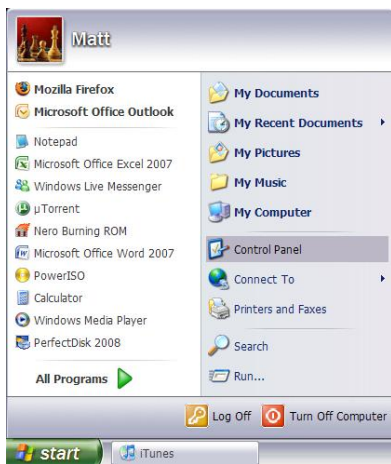 Matt
Mozilla Firefox
Microsoft Office Outlook
Notepad
Microsoft Office Excel 2007
Windows Live Messenger
µTorrent
Nero Burning ROM
Microsoft Office Word 2007
PowerISO
Calculator
Windows Media Player
PerfectDisk 2008
All Programs
My Documents
My Recent Documents
My Pictures
My Music
My Computer
Control Panel
Connect To
Printers and Faxes
Search
Run...
Log Off
Turn Off Computer
start
iTunes